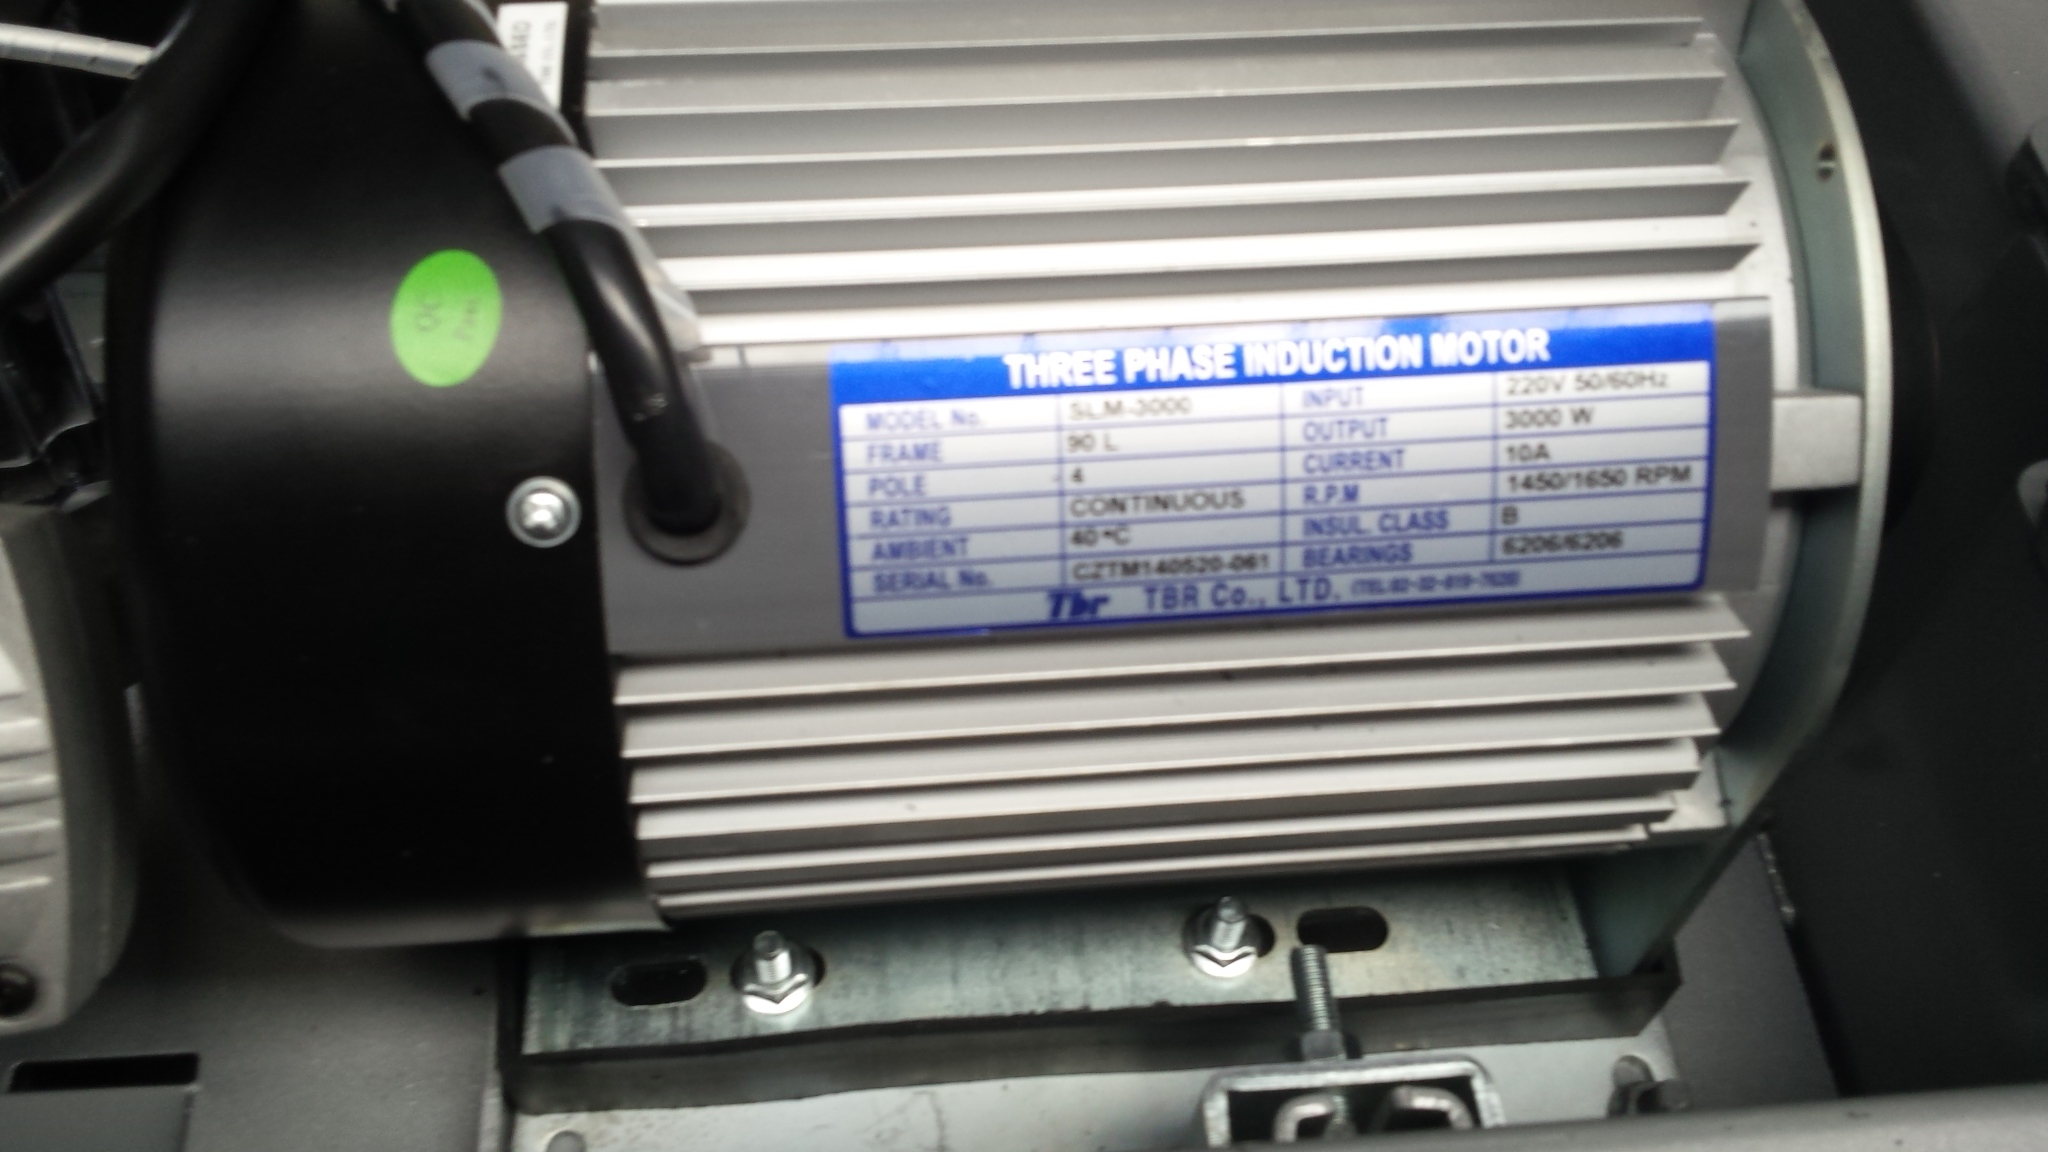 THREE PHASE INDUCTION MOTOR
MODEL No. SLM-3000 INPUT 220V 50/60Hz
FRAME 90 L OUTPUT 3000 W
POLE 4 CURRENT 10A
RATING CONTINUOUS R.P.M 1450/1650 RPM
AMBIENT 40 °C INSUL. CLASS B
SERIAL No. CZTM140520-061 BEARINGS 6206/6206
Tbr TBR Co., LTD.
QC